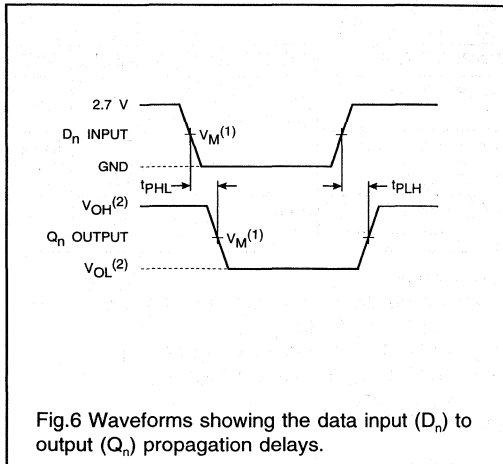 2.7 V
Dn INPUT
VM(1)
GND
tPHL
tPLH
VOH(2)
Qn OUTPUT
VM(1)
VOL(2)
Fig.6 Waveforms showing the data input (Dn) to
output (Qn) propagation delays.